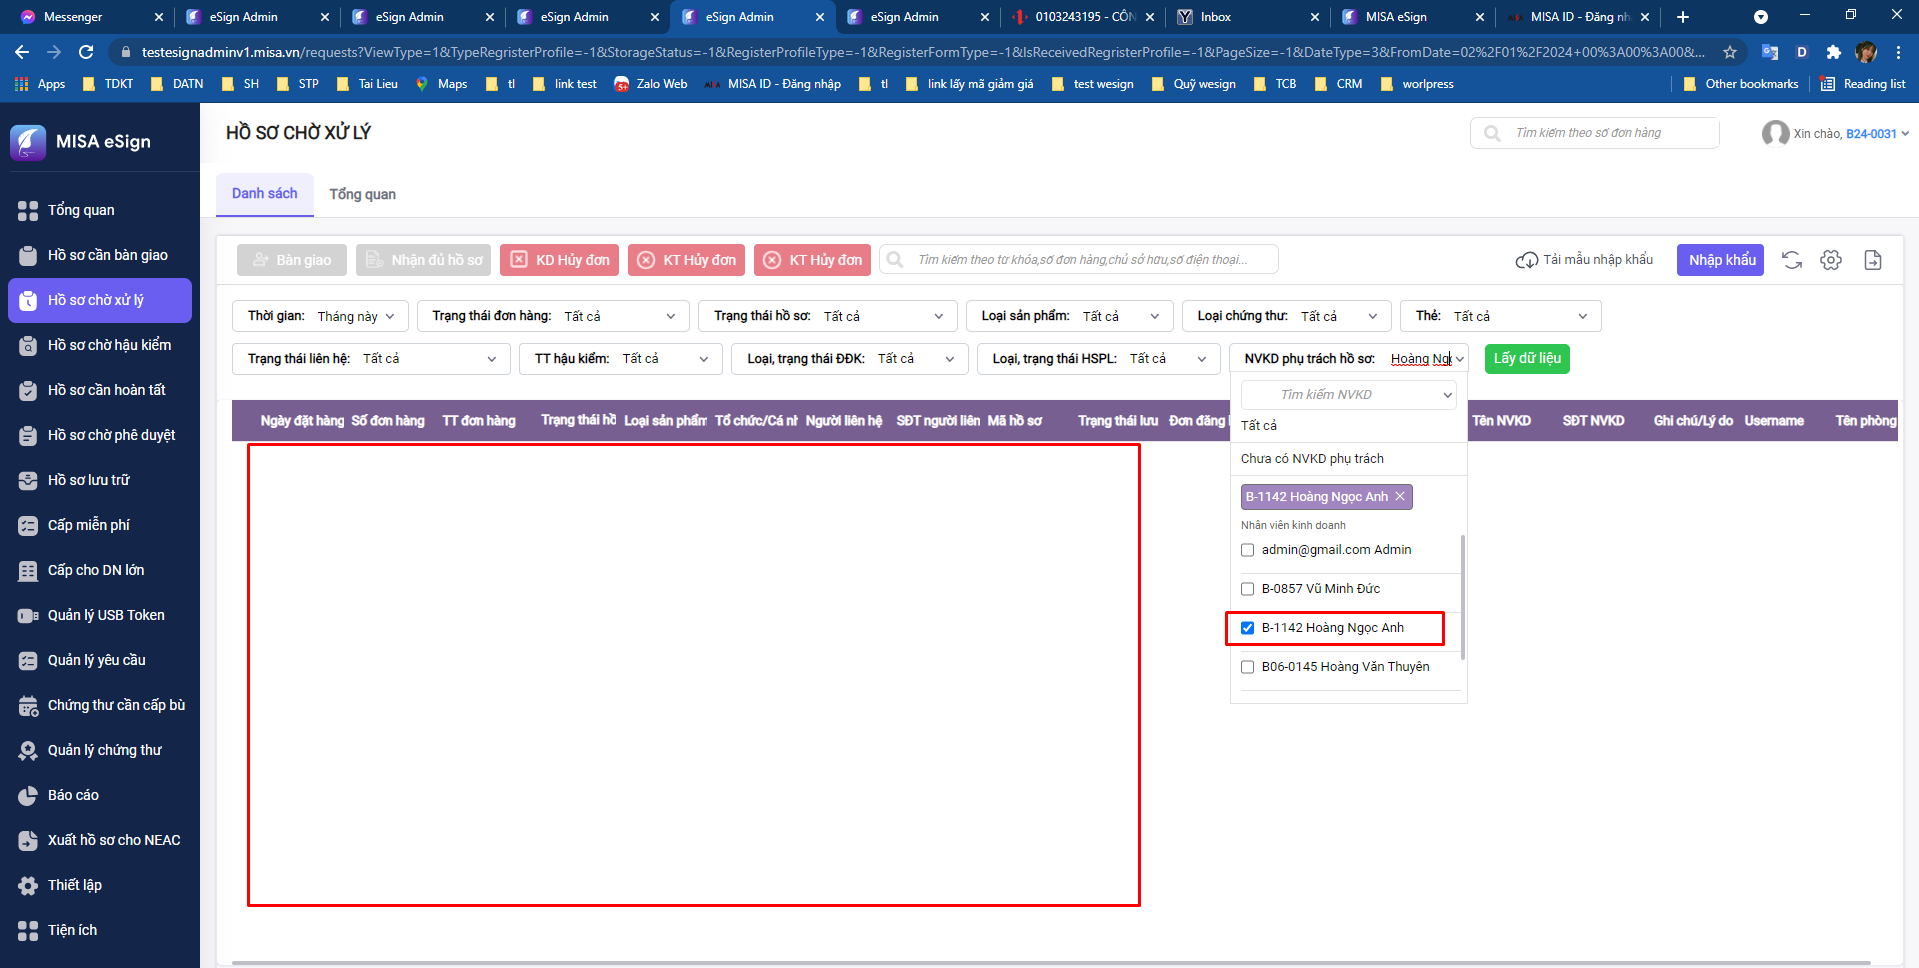 Messenger
eSign Admin
eSign Admin
eSign Admin
eSign Admin
eSign Admin
0103243195 - CÔN
Inbox
MISA eSign
MISA ID - Đăng nh
testesignadminv1.misa.vn/requests?ViewType=1&TypeRegristerProfile=-1&StorageStatus=-1&RegisterProfileType=-1&RegisterFormType=-1&IsReceivedRegristerProfile=-1&PageSize=-1&DateType=3&FromDate=02%2F01%2F2024+00%3A00%3A00&...
Apps
TDKT
DATN
SH
STP
Tai Lieu
Maps
tl
link test
Zalo Web
MISA ID - Đăng nhập
tl
link lấy mã giảm giá
test wesign
Quỹ wesign
TCB
CRM
worlpress
Other bookmarks
Reading list
MISA eSign
HỒ SƠ CHỜ XỬ LÝ
Tìm kiếm theo số đơn hàng
Xin chào, B24-0031
Danh sách
Tổng quan
Tổng quan
Hồ sơ cần bàn giao
Hồ sơ chờ xử lý
Hồ sơ chờ hậu kiểm
Hồ sơ cần hoàn tất
Hồ sơ chờ phê duyệt
Hồ sơ lưu trữ
Cấp miễn phí
Cấp cho DN lớn
Quản lý USB Token
Quản lý yêu cầu
Chứng thư cần cấp bù
Quản lý chứng thư
Báo cáo
Xuất hồ sơ cho NEAC
Thiết lập
Tiện ích
Bàn giao
Nhận đủ hồ sơ
KD Hủy đơn
KT Hủy đơn
KT Hủy đơn
Tìm kiếm theo từ khóa,số đơn hàng,chủ sở hữu,số điện thoại...
Tải mẫu nhập khẩu
Nhập khẩu
Thời gian: Tháng này
Trạng thái đơn hàng: Tất cả
Trạng thái hồ sơ: Tất cả
Loại sản phẩm: Tất cả
Loại chứng thư: Tất cả
Thẻ: Tất cả
Trạng thái liên hệ: Tất cả
TT hậu kiểm: Tất cả
Loại, trạng thái ĐĐK: Tất cả
Loại, trạng thái HSPL: Tất cả
NVKD phụ trách hồ sơ: Hoàng Ngọ
Lấy dữ liệu
Ngày đặt hàng
Số đơn hàng
TT đơn hàng
Trạng thái hồ
Loại sản phẩm
Tổ chức/Cá nh
Người liên hệ
SĐT người liên
Mã hồ sơ
Trạng thái lưu
Đơn đăng
Tên NVKD
SĐT NVKD
Ghi chú/Lý do
Username
Tên phòng
Tìm kiếm NVKD
Tất cả
Chưa có NVKD phụ trách
B-1142 Hoàng Ngọc Anh
Nhân viên kinh doanh
admin@gmail.com Admin
B-0857 Vũ Minh Đức
B-1142 Hoàng Ngọc Anh
B06-0145 Hoàng Văn Thuyên